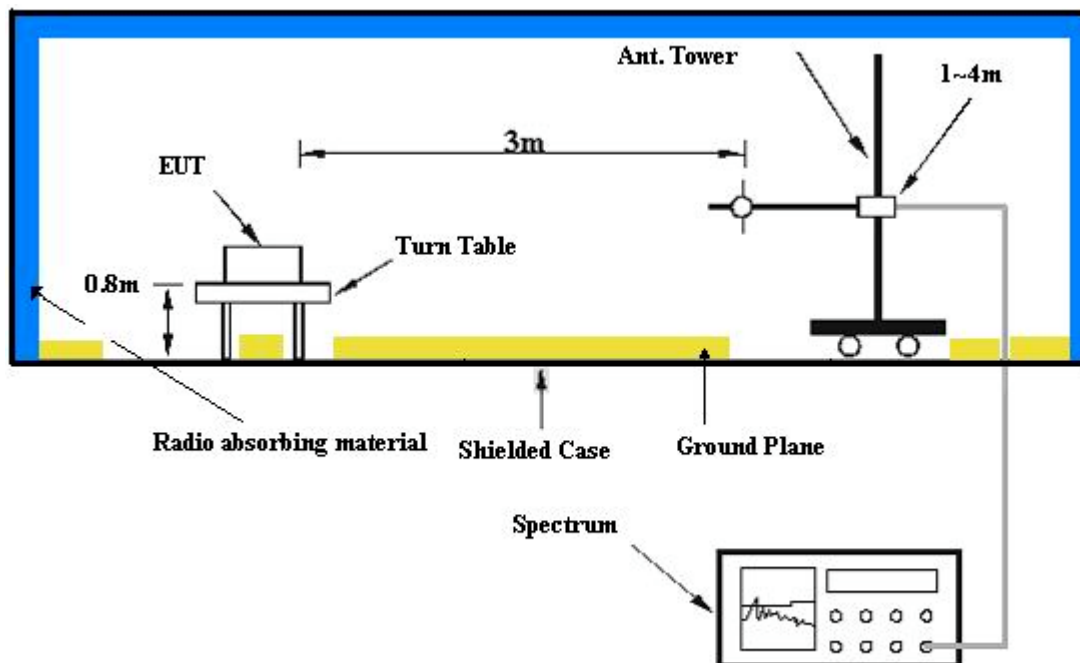 Ant. Tower
1~4m
3m
EUT
Turn Table
0.8m
Radio absorbing material
Shielded Case
Ground Plane
Spectrum